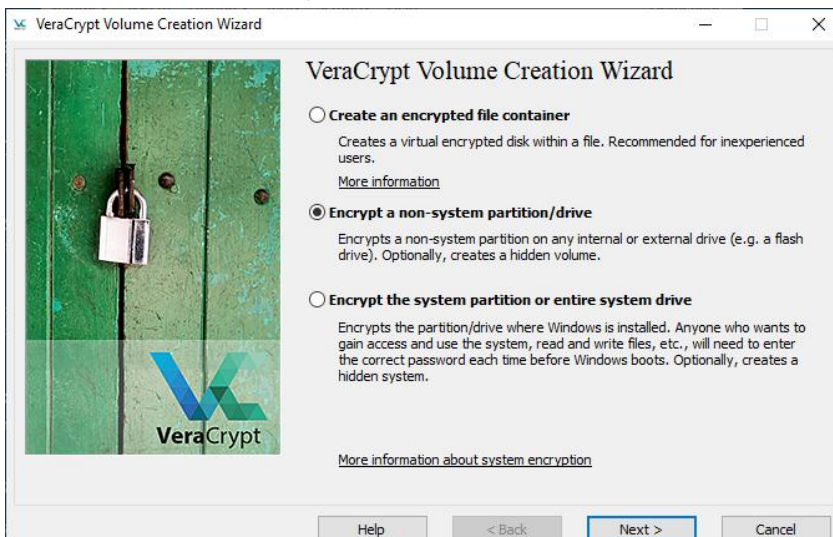 VeraCrypt Volume Creation Wizard
VeraCrypt Volume Creation Wizard
Create an encrypted file container
Creates a virtual encrypted disk within a file. Recommended for inexperienced
users.
More information
Encrypt a non-system partition/drive
Encrypts a non-system partition on any internal or external drive (e.g. a flash
drive). Optionally, creates a hidden volume.
Encrypt the system partition or entire system drive
Encrypts the partition/drive where Windows is installed. Anyone who wants to
gain access and use the system, read and write files, etc., will need to enter
the correct password each time before Windows boots. Optionally, creates a
hidden system.
VeraCrypt
More information about system encryption
Help
< Back
Next >
Cancel